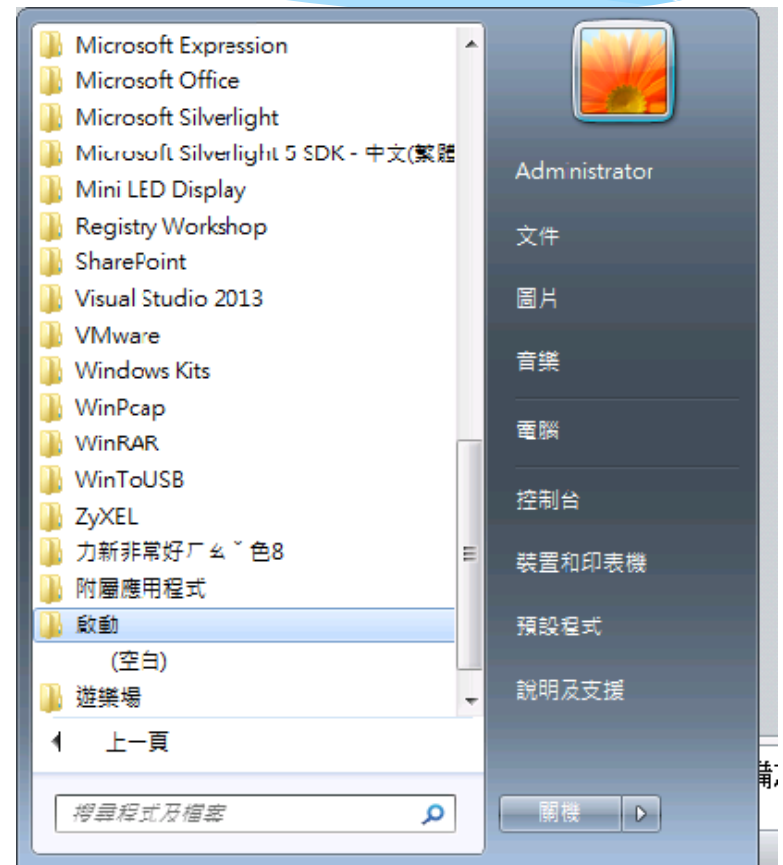 Microsoft Expression
Microsoft Office
Microsoft Silverlight
Microsoft Silverlight 5 SDK - 中文(繁體
Mini LED Display
Registry Workshop
SharePoint
Visual Studio 2013
VMware
Windows Kits
WinPcap
WinRAR
WinToUSB
ZyXEL
力新非常好ㄏㄠˇ色8
附屬應用程式
啟動
(空白)
遊樂場
上一頁
搜尋程式及檔案
Administrator
文件
圖片
音樂
電腦
控制台
裝置和印表機
預設程式
說明及支援
關機